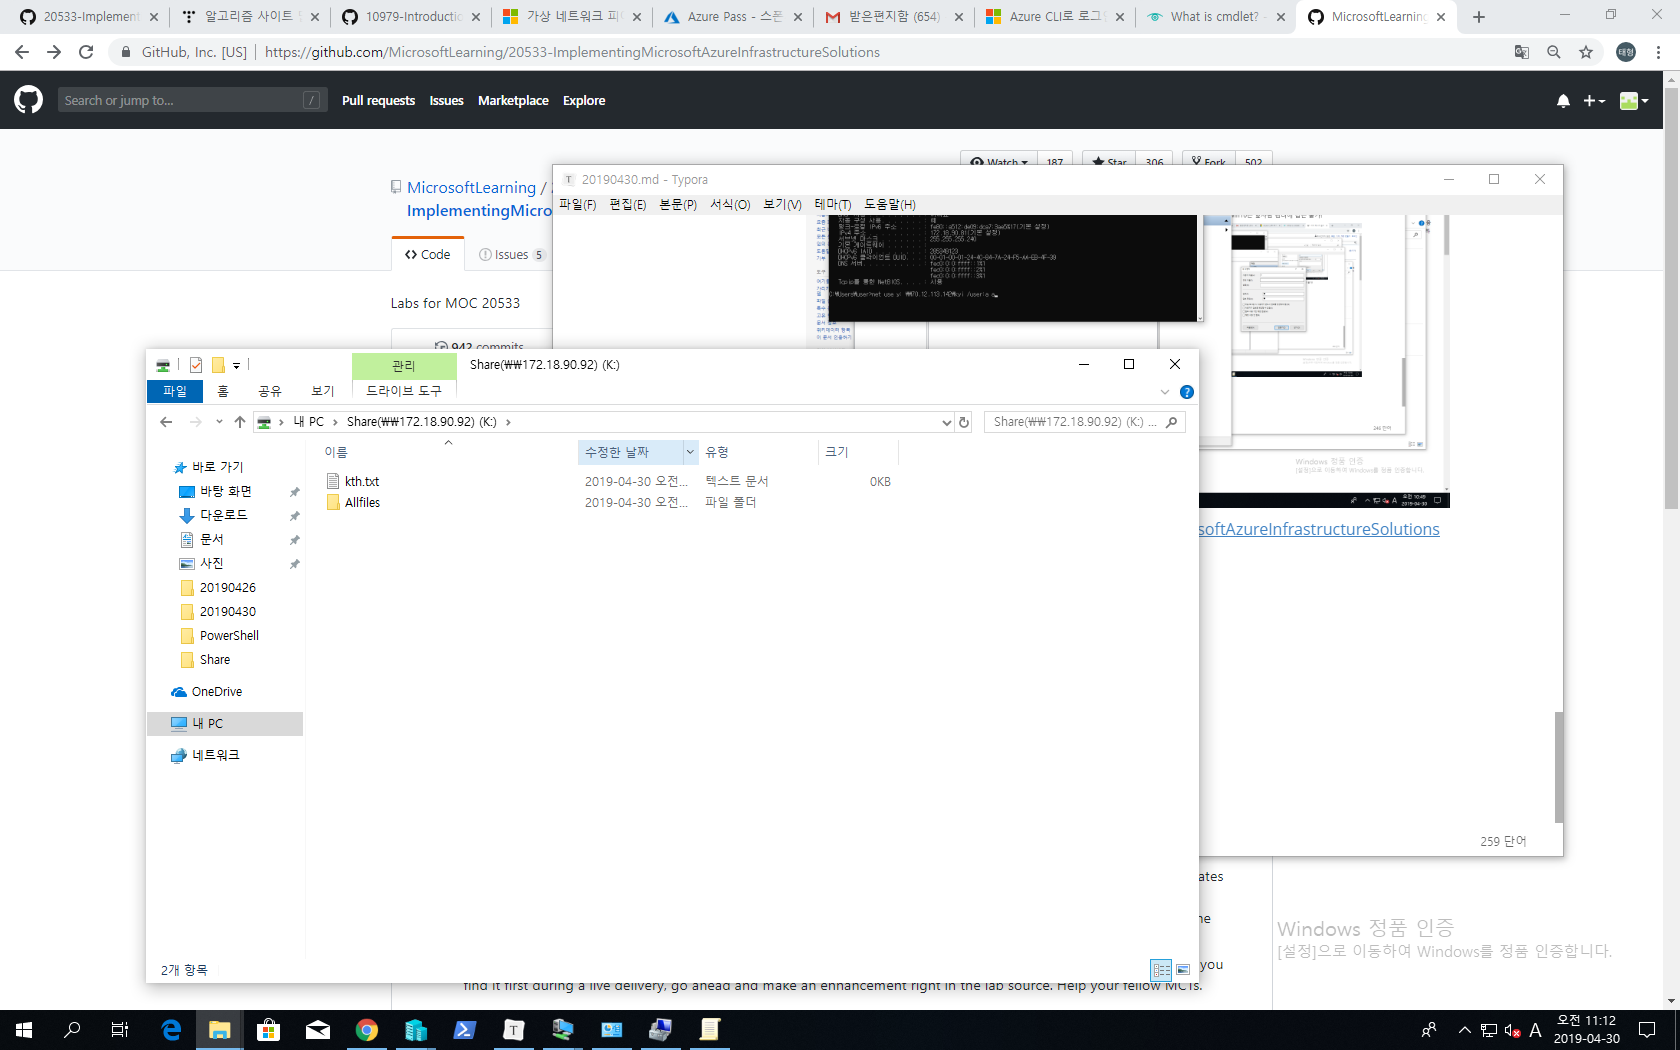 20533-Implement
알고리즘 사이트
10979-Introductic
가상 네트워크 피
Azure Pass - 스폰
받은편지함 (654)
Azure CLI로 로그
What is cmdlet? -
MicrosoftLearning
GitHub, Inc. [US]
https://github.com/MicrosoftLearning/20533-ImplementingMicrosoftAzureInfrastructureSolutions
태형
Search or jump to...
/
Pull requests
Issues
Marketplace
Explore
Watch
187
Star
306
Fork
502
MicrosoftLearning /
ImplementingMicro
Code
Issues 5
Labs for MOC 20533
942 commits
20190430.md - Typora
파일(F)
편집(E)
본문(P)
서식(O)
보기(V)
테마(T)
도움말(H)
softAzureInfrastructureSolutions
259 단어
관리
Share(₩₩172.18.90.92) (K:)
파일
홈
공유
보기
드라이브 도구
내 PC
Share(₩₩172.18.90.92) (K:)
Share(₩₩172.18.90.92) (K:) ...
바로 가기
바탕 화면
다운로드
문서
사진
20190426
20190430
PowerShell
Share
OneDrive
내 PC
네트워크
이름
수정한 날짜
유형
크기
kth.txt
2019-04-30 오전...
텍스트 문서
0KB
Allfiles
2019-04-30 오전...
파일 폴더
2개 항목
ates
ne
you
find it first during a live delivery, go ahead and make an enhancement right in the lab source. Help your fellow MCTs.
Windows 정품 인증
[설정]으로 이동하여 Windows를 정품 인증합니다.
A
오전 11:12
2019-04-30